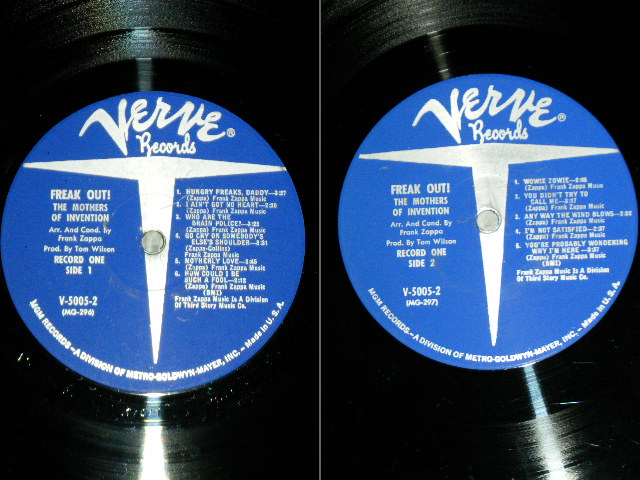 Verve®
Records
FREAK OUT!
THE MOTHERS
OF INVENTION
Arr. And Cond. By
Frank Zappa
Prod. By Tom Wilson
RECORD ONE
SIDE 1
V-5005-2
(MG-296)
1. HUNGRY FREAKS, DADDY—3:27
(Zappa) Frank Zappa Music
2. I AIN'T GOT NO HEART—2:30
(Zappa) Frank Zappa Music
3. WHO ARE THE
BRAIN POLICE?—3:22
(Zappa) Frank Zappa Music
4. GO CRY ON SOMEBODY'S
ELSE'S SHOULDER—3:31
(Zappa-Collins)
Frank Zappa Music
5. MOTHERLY LOVE—2:45
(Zappa) Frank Zappa Music
6. HOW COULD I BE
SUCH A FOOL—2:12
(Zappa) Frank Zappa Music
(BMI)
Frank Zappa Music Is A Division
Of Third Story Music Co.
MGM RECORDS—A DIVISION OF METRO-GOLDWYN-MAYER, INC.—Made in U.S.A.
Verve®
Records
FREAK OUT!
THE MOTHERS
OF INVENTION
Arr. And Cond. By
Frank Zappa
Prod. By Tom Wilson
RECORD ONE
SIDE 2
V-5005-2
(MG-297)
1. WOWIE ZOWIE—2:45
(Zappa) Frank Zappa Music
2. YOU DIDN'T TRY TO
CALL ME—3:17
(Zappa) Frank Zappa Music
3. ANY WAY THE WIND BLOWS—2:52
(Zappa) Frank Zappa Music
4. I'M NOT SATISFIED—2:37
(Zappa) Frank Zappa Music
5. YOU'RE PROBABLY WONDERING
WHY I'M HERE—3:37
(Zappa) Frank Zappa Music
(BMI)
Frank Zappa Music Is A Division
Of Third Story Music Co.
MGM RECORDS—A DIVISION OF METRO-GOLDWYN-MAYER, INC.—Made in U.S.A.